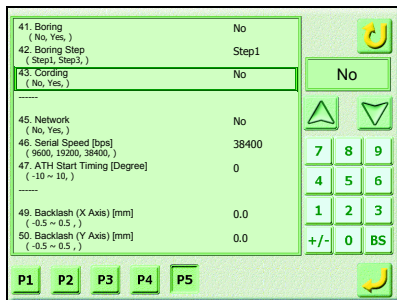 41. Boring No
( No, Yes, )
42. Boring Step Step1
( Step1, Step3, )
43. Cording No
( No, Yes, )
------
45. Network No
( No, Yes, )
46. Serial Speed [bps] 38400
( 9600, 19200, 38400, )
47. ATH Start Timing [Degree] 0
( -10 ~ 10, )
------
49. Backlash (X Axis) [mm] 0.0
( -0.5 ~ 0.5 , )
50. Backlash (Y Axis) [mm] 0.0
( -0.5 ~ 0.5 , )
No
7 8 9
4 5 6
1 2 3
+/- 0 BS
P1 P2 P3 P4 P5